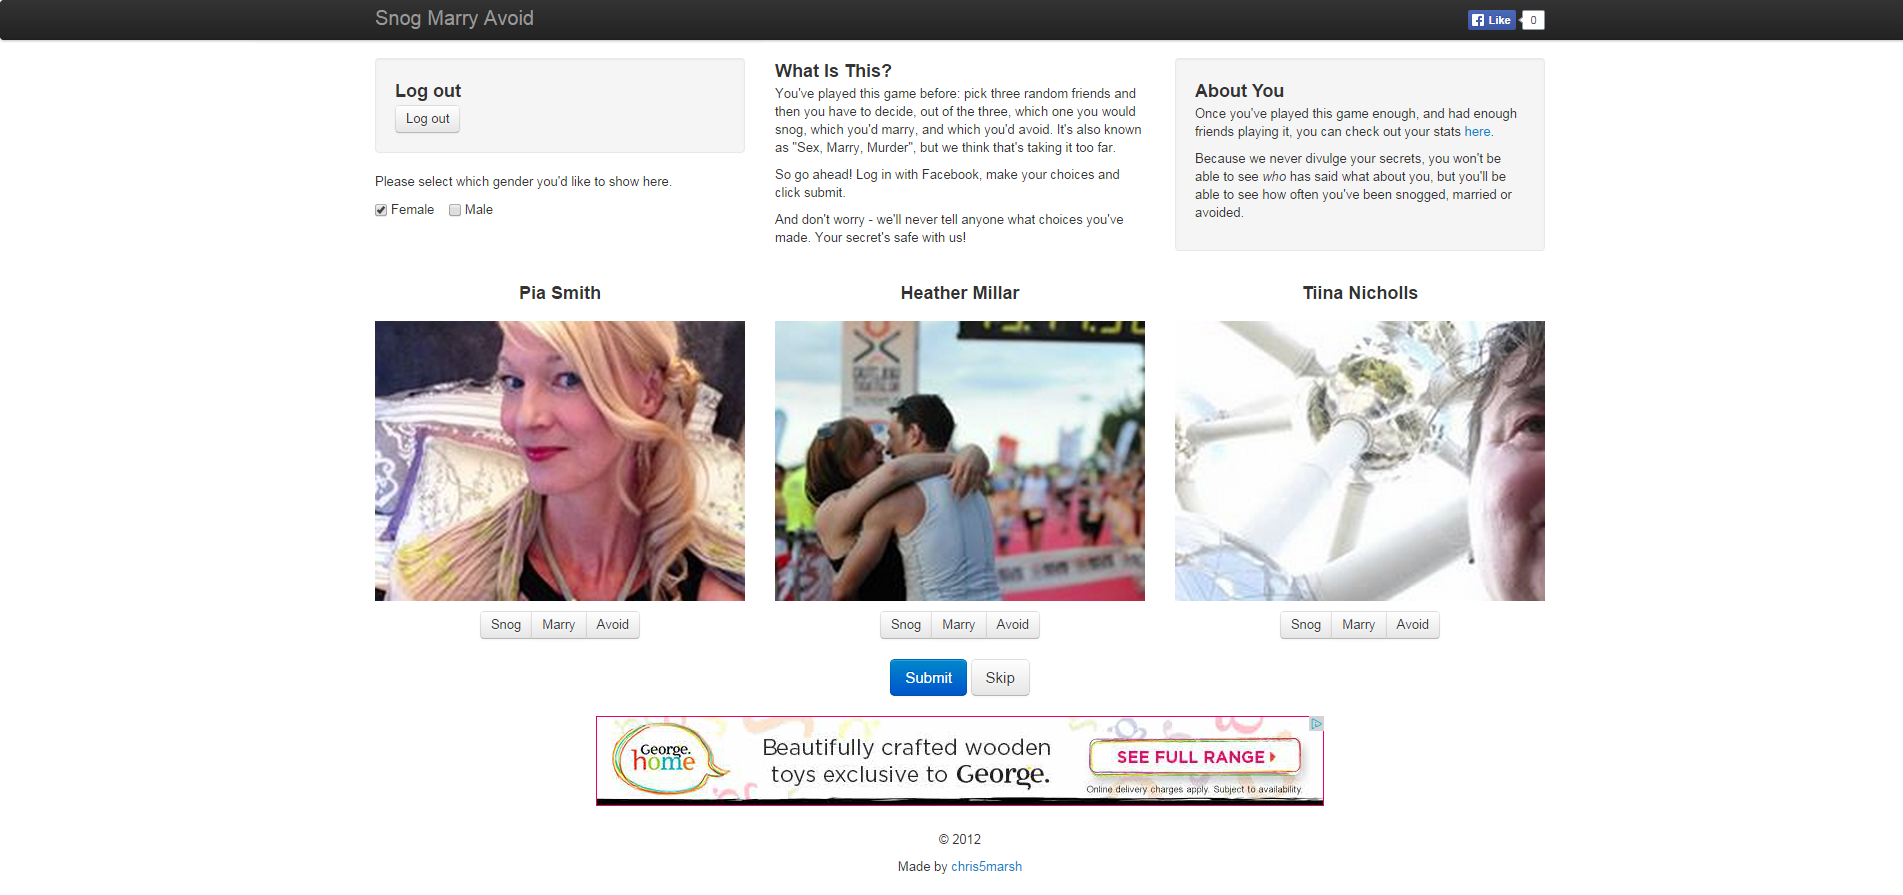 Snog Marry Avoid
Like
0
Log out
Log out
Please select which gender you'd like to show here.
Female
Male
What Is This?
You've played this game before: pick three random friends and
then you have to decide, out of the three, which one you would
snog, which you'd marry, and which you'd avoid. It's also known
as "Sex, Marry, Murder", but we think that's taking it too far.
So go ahead! Log in with Facebook, make your choices and
click submit.
And don't worry - we'll never tell anyone what choices you've
made. Your secret's safe with us!
About You
Once you've played this game enough, and had enough
friends playing it, you can check out your stats here.
Because we never divulge your secrets, you won't be
able to see who has said what about you, but you'll be
able to see how often you've been snogged, married or
avoided.
Pia Smith
Heather Millar
Tiina Nicholls
Snog Marry Avoid
Snog Marry Avoid
Snog Marry Avoid
Submit
Skip
George.
home
Beautifully crafted wooden
toys exclusive to George.
SEE FULL RANGE
Online delivery charges apply. Subject to availability.
© 2012
Made by chris5marsh